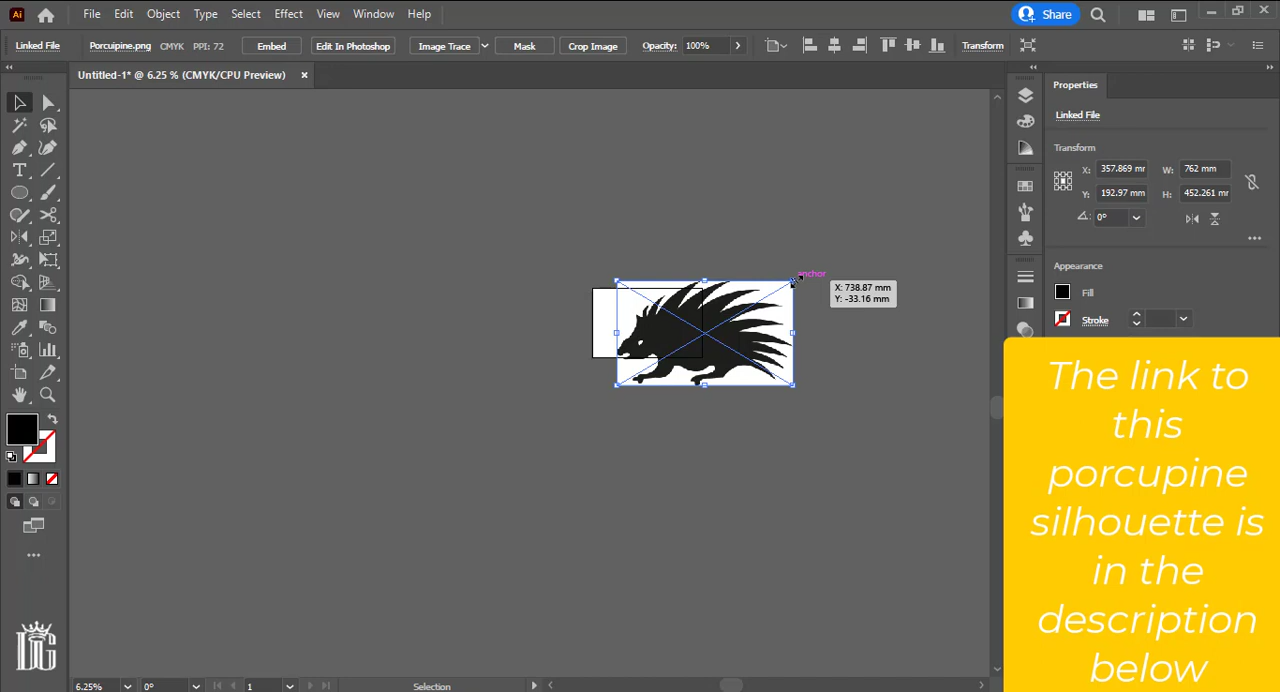 Ai File Edit Object Type Select Effect View Window Help Share
Linked File Porcuipine.png CMYK PPI: 72 Embed Edit In Photoshop Image Trace Mask Crop Image Opacity: 100% Transform
Untitled-1* @ 6.25 % (CMYK/CPU Preview) ×
Properties
Linked File
Transform
X: 357.869 mr W: 762 mm
Y: 192.97 mm H: 452.261 mr
0°
Appearance
Fill
Stroke
anchor
X: 738.87 mm
Y: -33.16 mm
The link to
this
porcupine
silhouette is
in the
description
below
DG
6.25% 0° 1 Selection